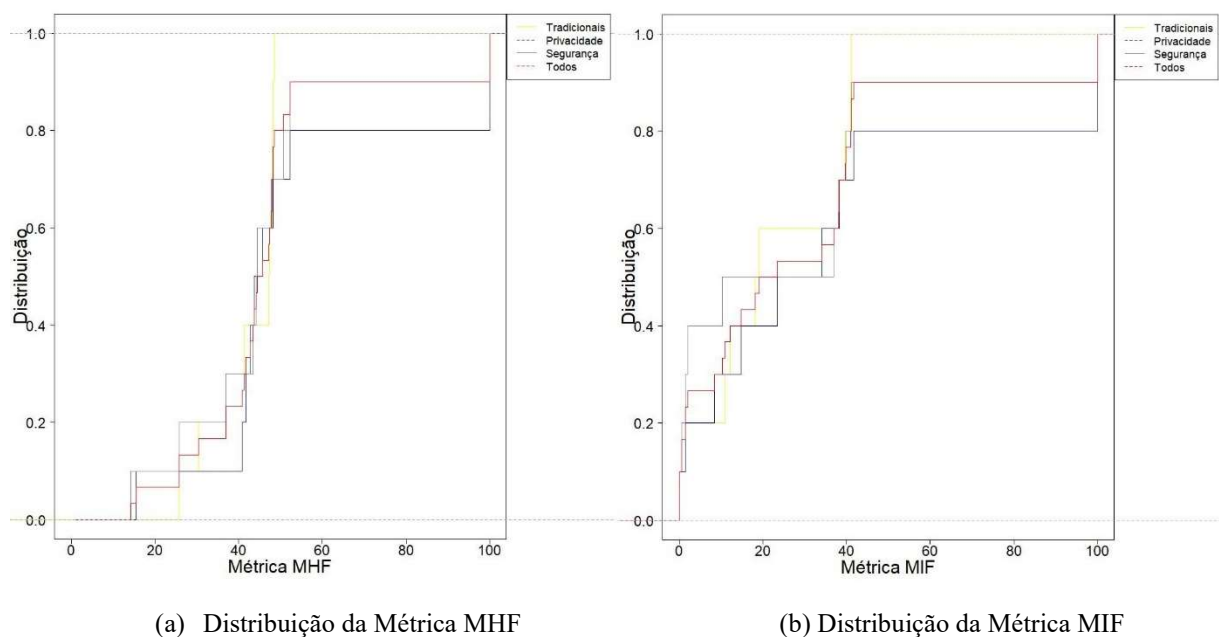 Tradicionais
Privacidade
Segurança
Todos
1.0
0.8
0.6
0.4
0.2
0.0
Distribuição
0
20
40
60
80
100
Métrica MHF
Tradicionais
Privacidade
Segurança
Todos
1.0
0.8
0.6
0.4
0.2
0.0
Distribuição
0
20
40
60
80
100
Métrica MIF
(a) Distribuição da Métrica MHF
(b) Distribuição da Métrica MIF